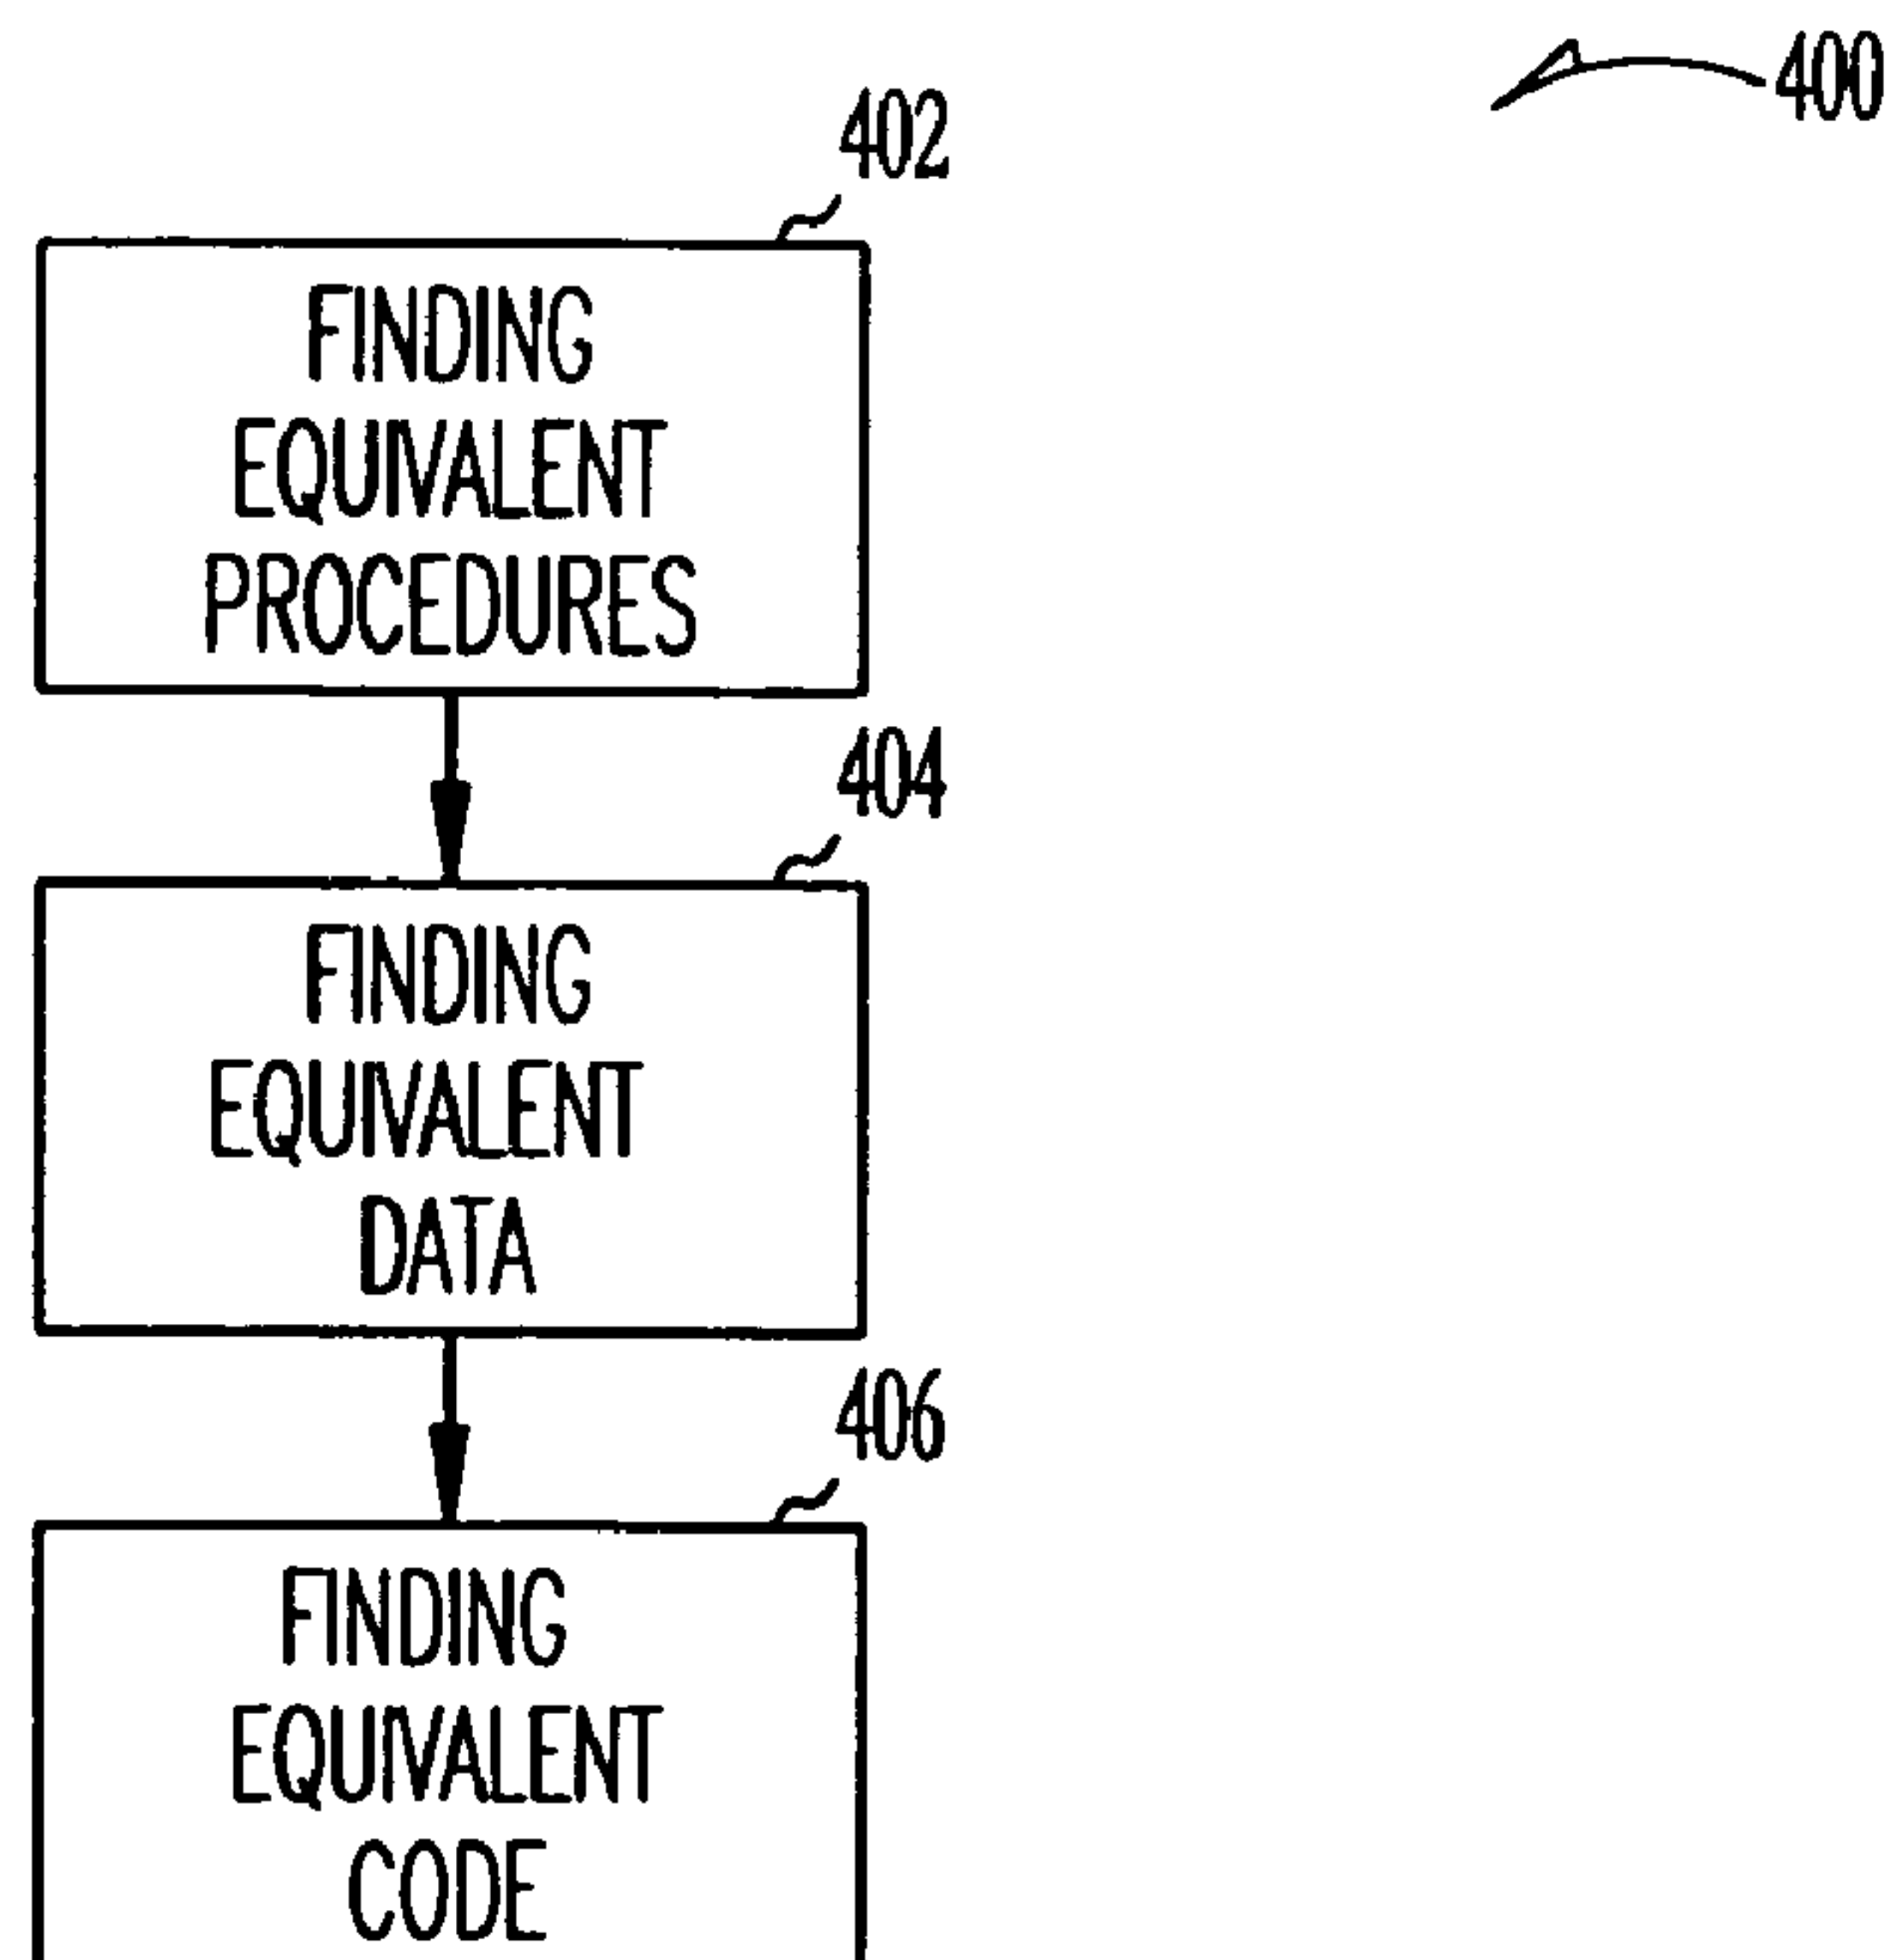 400
402
FINDING
EQUIVALENT
PROCEDURES
404
FINDING
EQUIVALENT
DATA
406
FINDING
EQUIVALENT
CODE